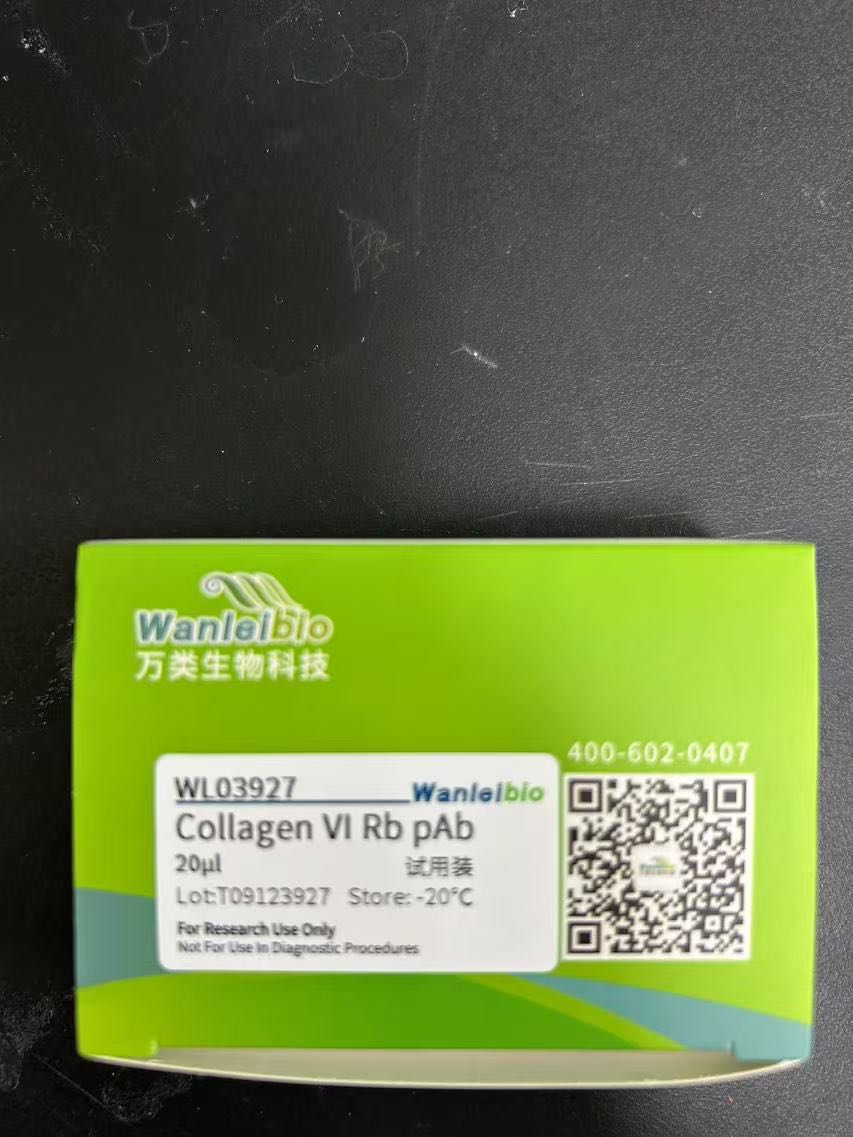 Wanleibio
万类生物科技
400-602-0407
WL03927 Wanleibio
Collagen VI Rb pAb
20μl 试用装
Lot:T09123927 Store: -20°C
For Research Use Only
Not For Use In Diagnostic Procedures